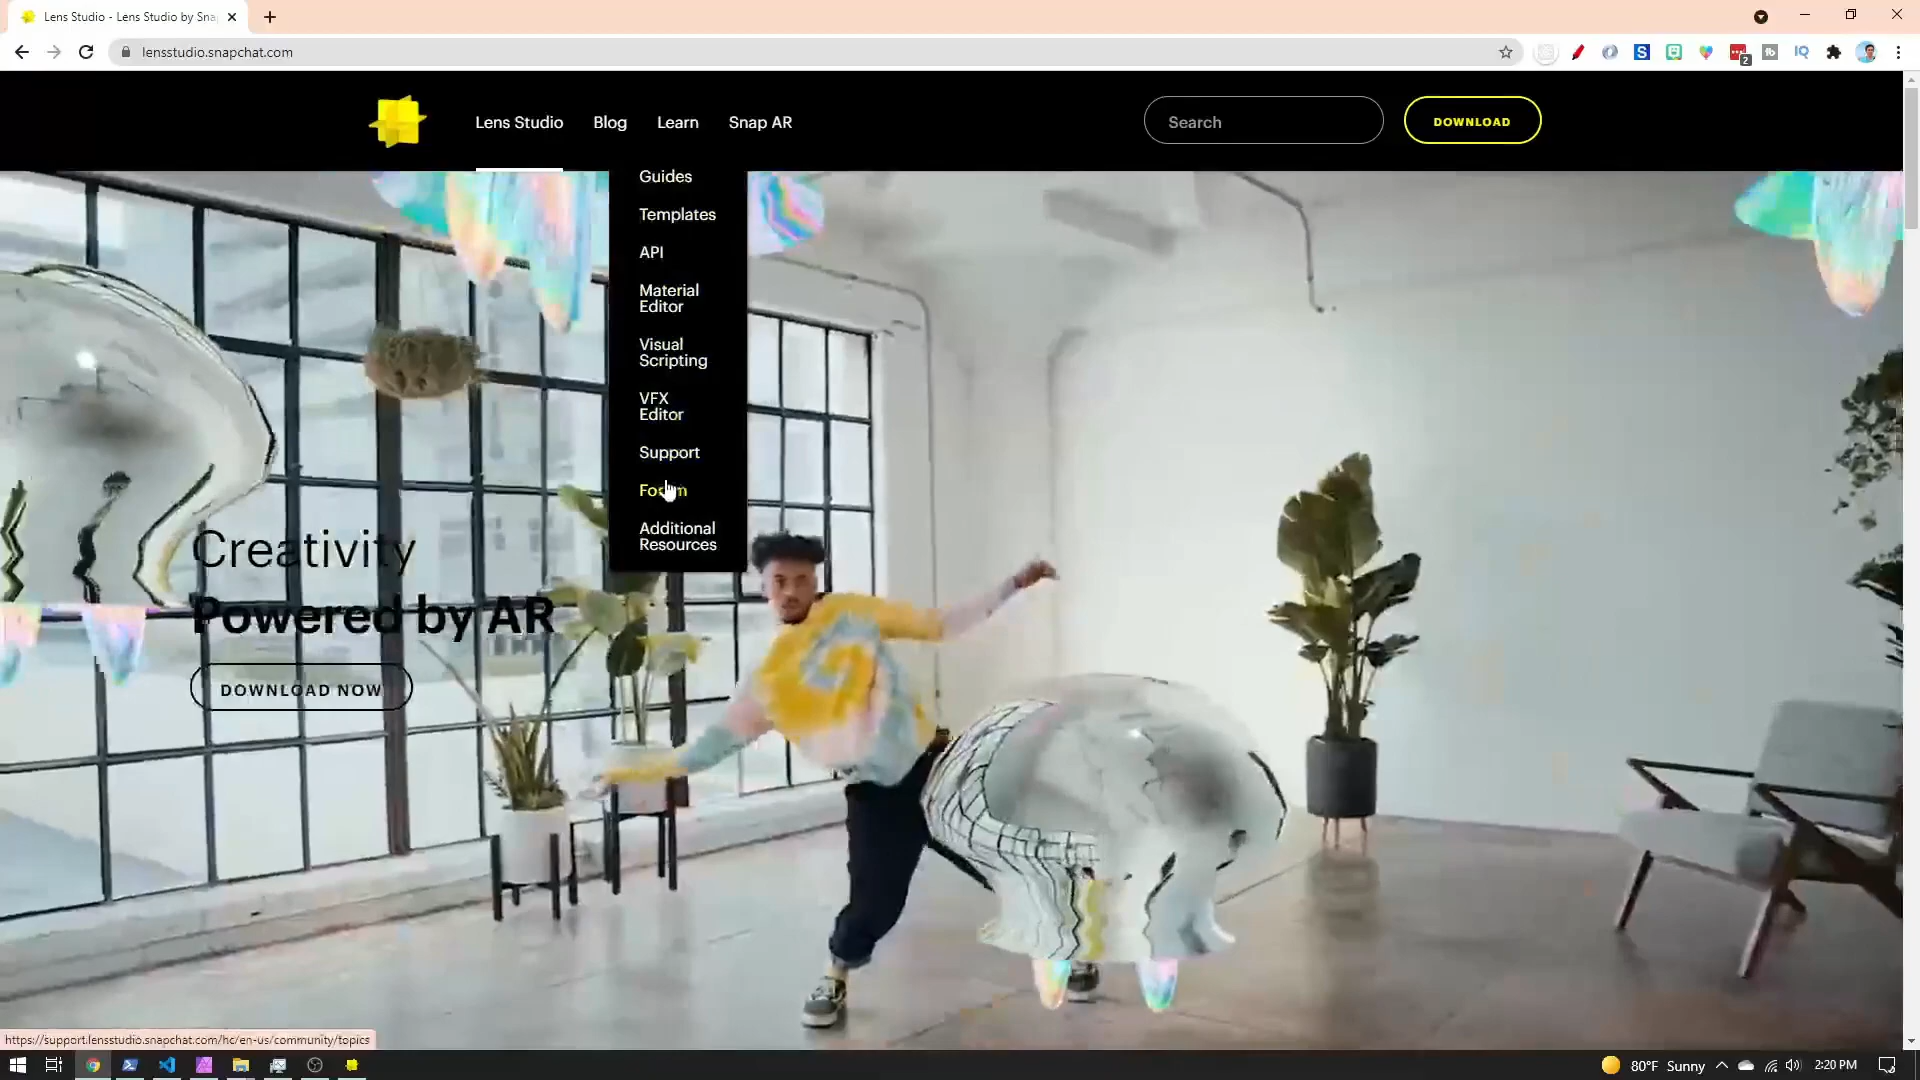 Lens Studio - Lens Studio by Sna
lensstudio.snapchat.com
2
Lens Studio
Blog
Learn
Snap AR
Search
DOWNLOAD
Guides
Templates
API
Material
Editor
Visual
Scripting
VFX
Editor
Support
Forum
Additional
Resources
Creativity
Powered by AR
DOWNLOAD NOW
https://support.lensstudio.snapchat.com/hc/en-us/community/topics
80°F Sunny
2:20 PM